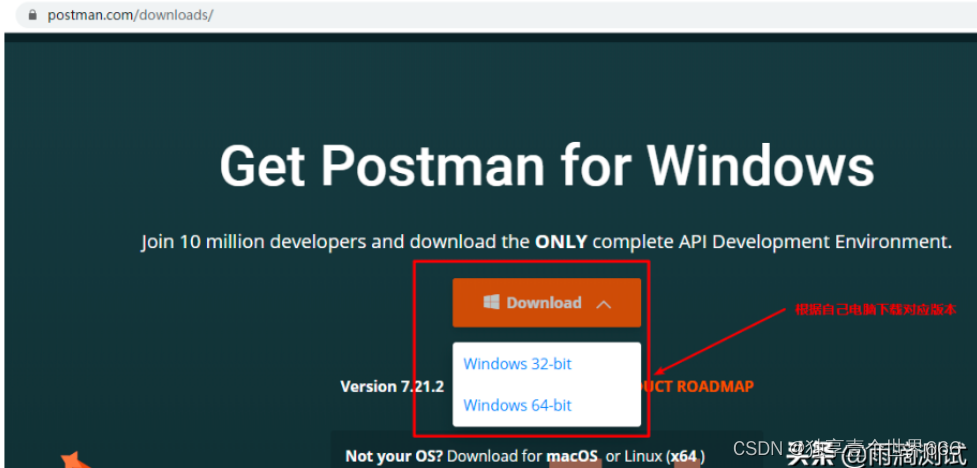 postman.com/downloads/
Get Postman for Windows
Join 10 million developers and download the ONLY complete API Development Environment.
Download
根据自己电脑下载对应版本
Windows 32-bit
Version 7.21.2
UCT ROADMAP
Windows 64-bit
Not your OS? Download for macOS or Linux (x64)
CSDN @独享壹个世界
头条 @雨滴测试